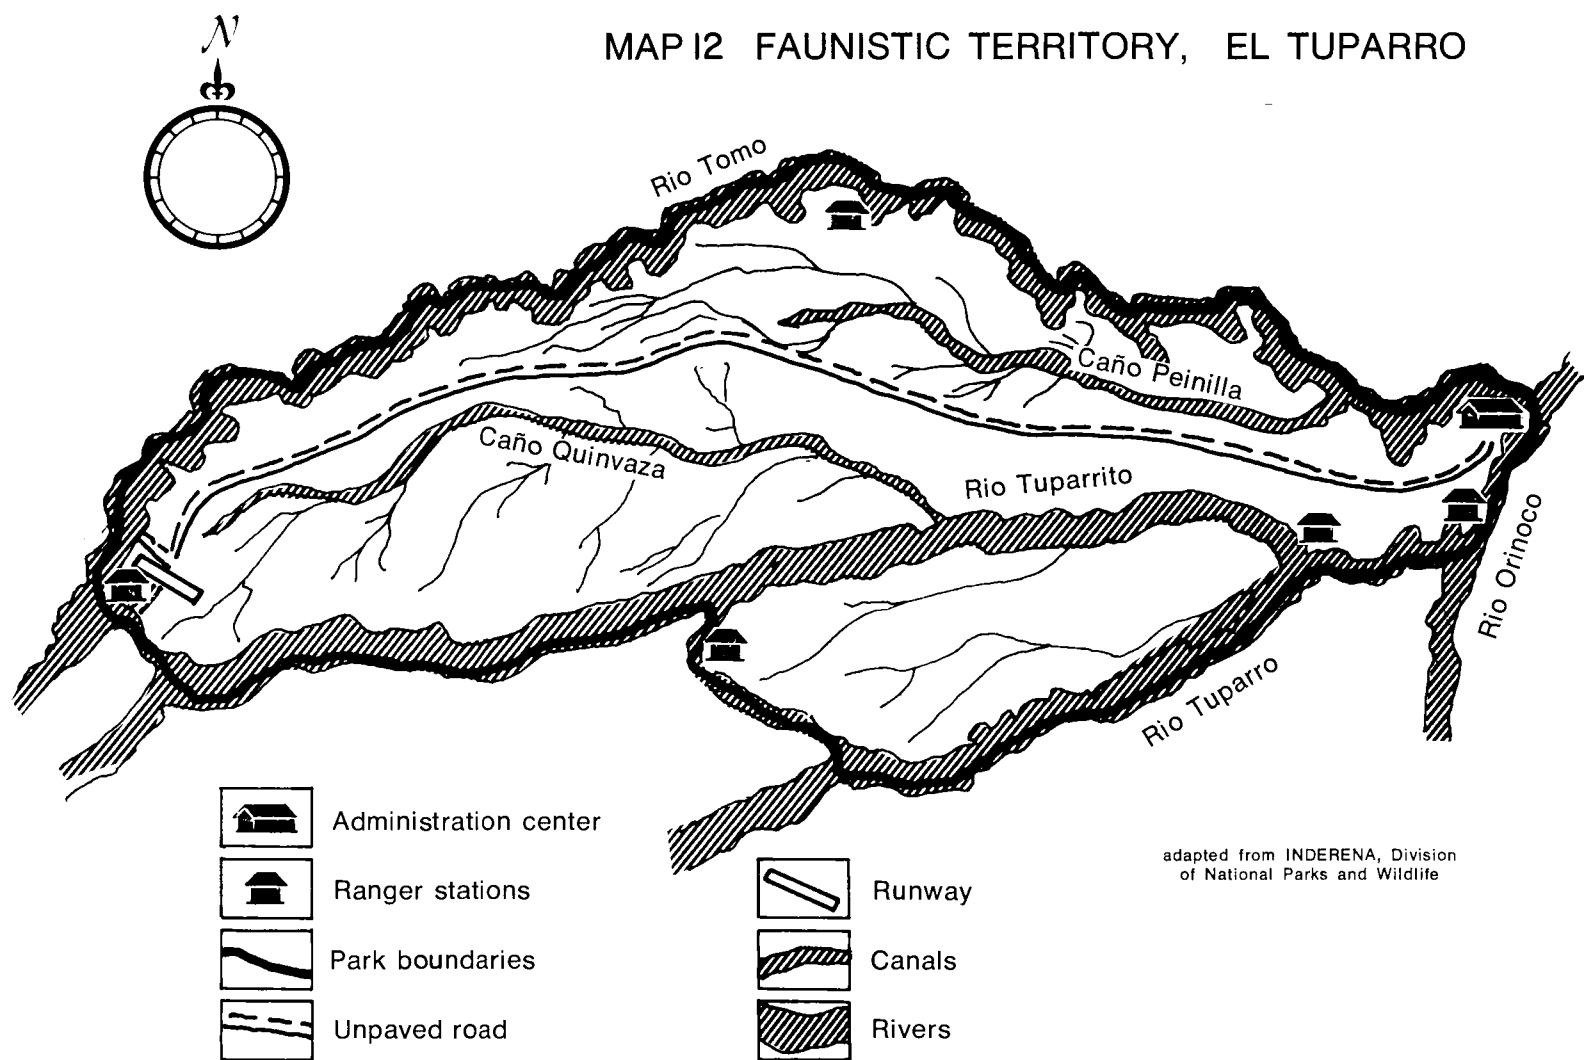 N
MAP 12 FAUNISTIC TERRITORY, EL TUPARRO
Rio Tomo
Caño Peinilla
Caño Quinvaza
Rio Tuparrito
Rio Orinoco
Rio Tuparro
Administration center
Ranger stations
Park boundaries
Unpaved road
Runway
Canals
Rivers
adapted from INDERENA, Division
of National Parks and Wildlife